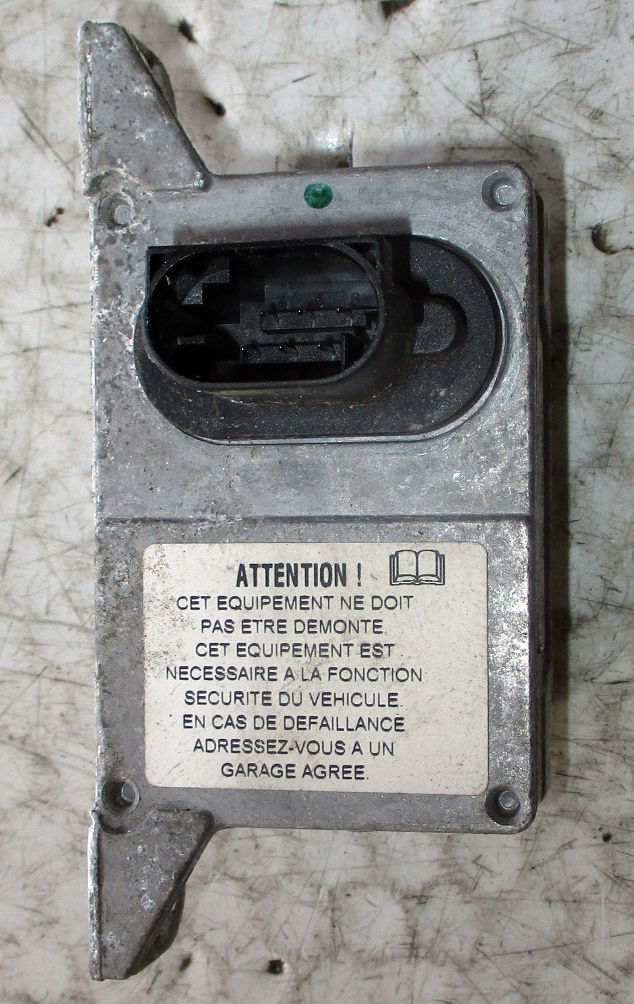 ATTENTION !
CET EQUIPEMENT NE DOIT
PAS ETRE DEMONTE.
CET EQUIPEMENT EST
NECESSAIRE A LA FONCTION
SECURITE DU VEHICULE.
EN CAS DE DEFAILLANCE
ADRESSEZ-VOUS A UN
GARAGE AGREE.